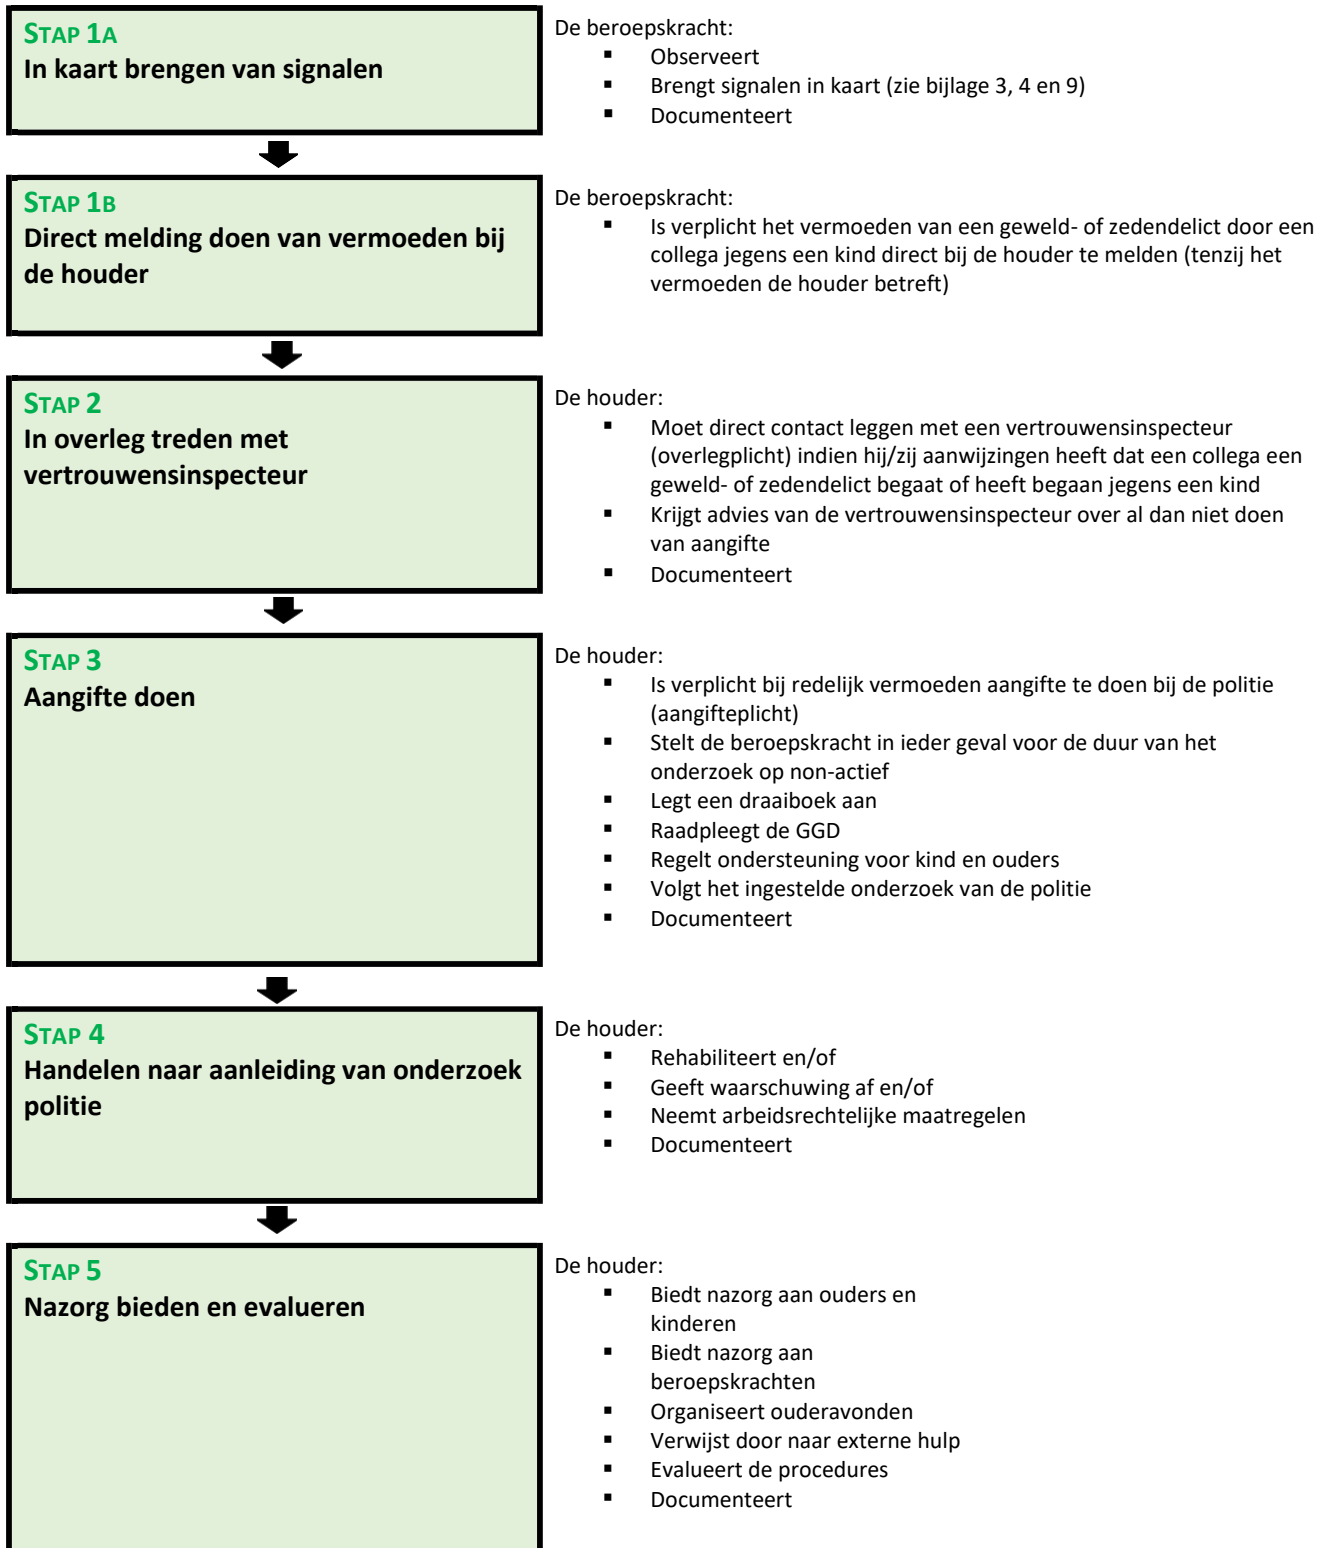 STAP 1A
In kaart brengen van signalen
De beroepskracht:
▪ Observeert
▪ Brengt signalen in kaart (zie bijlage 3, 4 en 9)
▪ Documenteert
STAP 1B
Direct melding doen van vermoeden bij
de houder
De beroepskracht:
▪ Is verplicht het vermoeden van een geweld- of zedendelict door een
collega jegens een kind direct bij de houder te melden (tenzij het
vermoeden de houder betreft)
STAP 2
In overleg treden met
vertrouwensinspecteur
De houder:
▪ Moet direct contact leggen met een vertrouwensinspecteur
(overlegplicht) indien hij/zij aanwijzingen heeft dat een collega een
geweld- of zedendelict begaat of heeft begaan jegens een kind
▪ Krijgt advies van de vertrouwensinspecteur over al dan niet doen
van aangifte
▪ Documenteert
STAP 3
Aangifte doen
De houder:
▪ Is verplicht bij redelijk vermoeden aangifte te doen bij de politie
(aangifteplicht)
▪ Stelt de beroepskracht in ieder geval voor de duur van het
onderzoek op non-actief
▪ Legt een draaiboek aan
▪ Raadpleegt de GGD
▪ Regelt ondersteuning voor kind en ouders
▪ Volgt het ingestelde onderzoek van de politie
▪ Documenteert
STAP 4
Handelen naar aanleiding van onderzoek
politie
De houder:
▪ Rehabiliteert en/of
▪ Geeft waarschuwing af en/of
▪ Neemt arbeidsrechtelijke maatregelen
▪ Documenteert
STAP 5
Nazorg bieden en evalueren
De houder:
▪ Biedt nazorg aan ouders en
kinderen
▪ Biedt nazorg aan
beroepskrachten
▪ Organiseert ouderavonden
▪ Verwijst door naar externe hulp
▪ Evalueert de procedures
▪ Documenteert